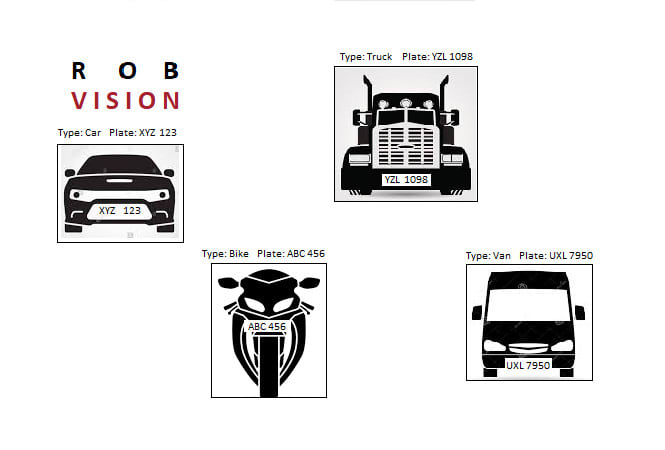 R O B
VISION
Type: Car Plate: XYZ 123
XYZ 123
Type: Truck Plate: YZL 1098
YZL 1098
Type: Bike Plate: ABC 456
ABC 456
Type: Van Plate: UXL 7950
UXL 7950